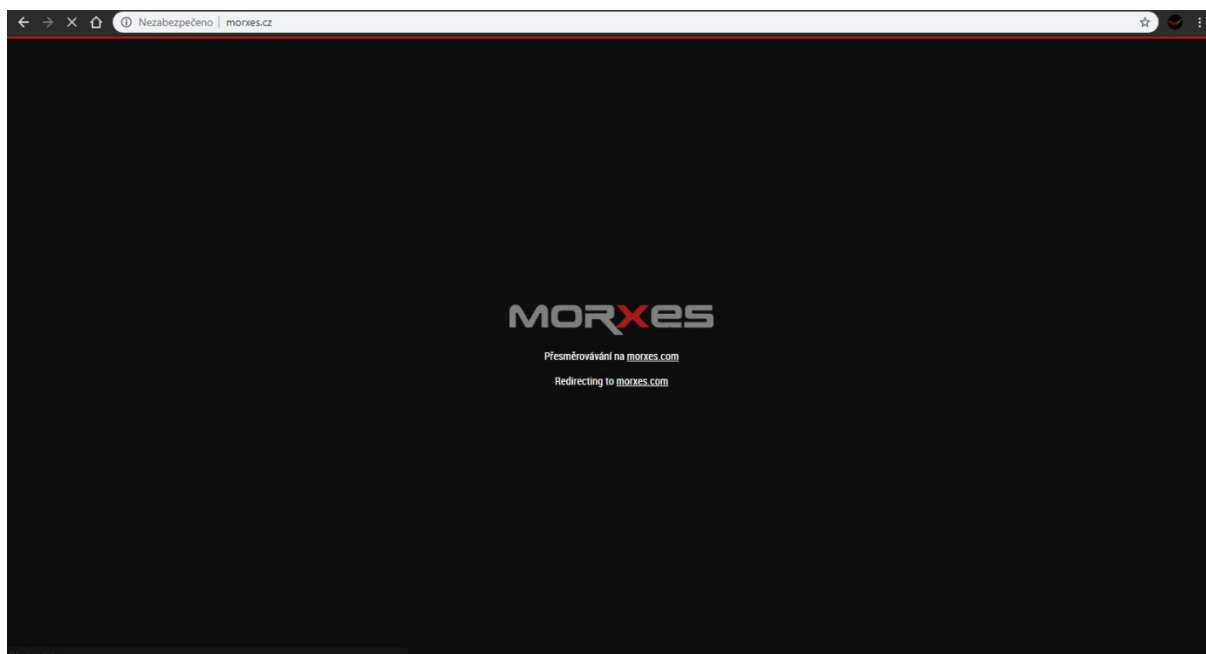 Nezabezpečeno | morxes.cz
MORXES
Přesměrovávání na morxes.com
Redirecting to morxes.com